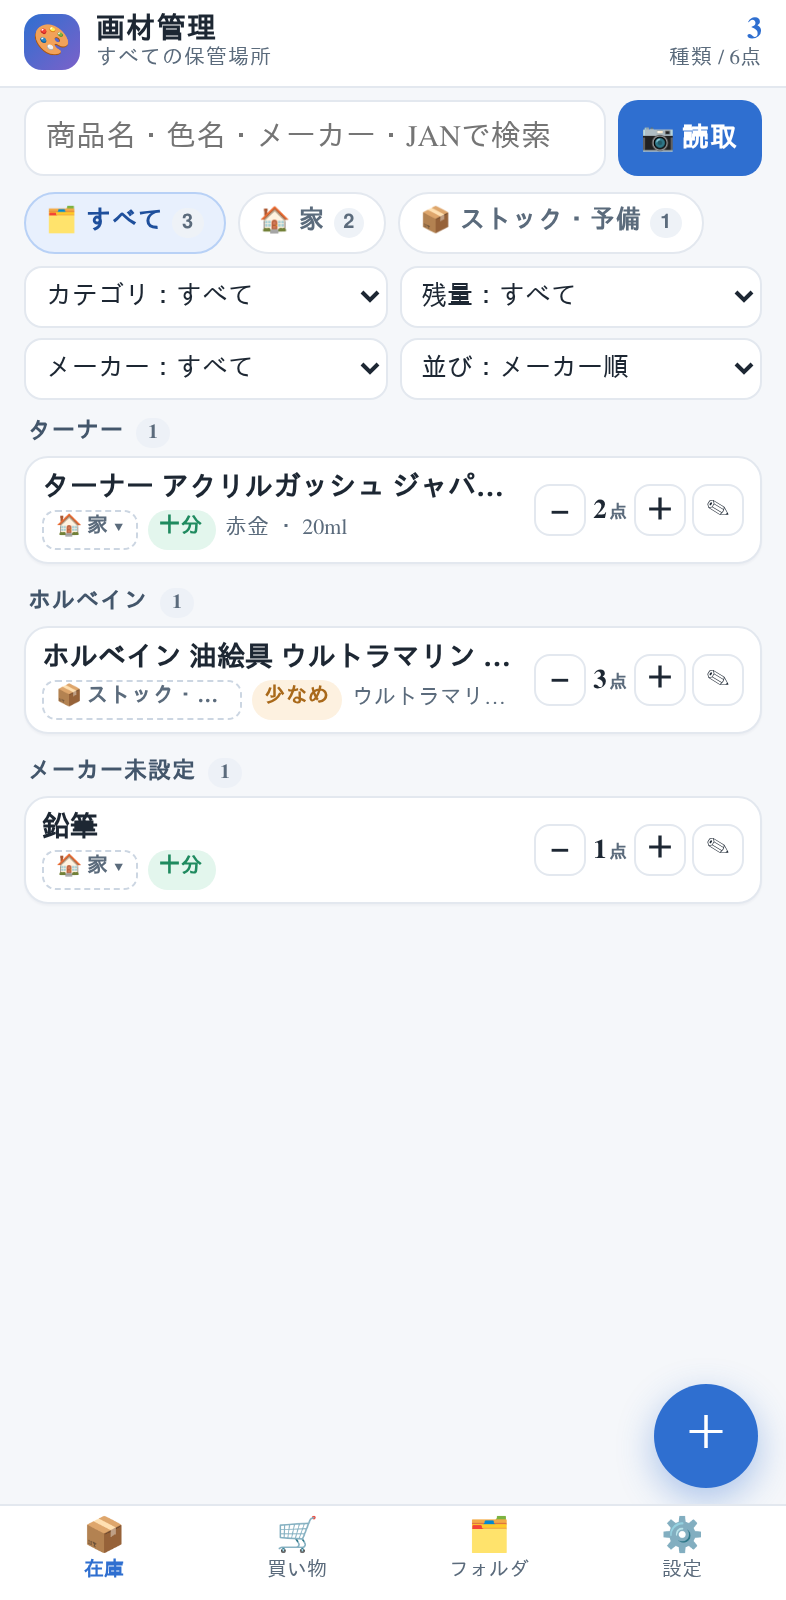 画材管理
すべての保管場所
3
種類 / 6点
商品名・色名・メーカー・JANで検索
読取
すべて 3
家 2
ストック・予備 1
カテゴリ：すべて
残量：すべて
メーカー：すべて
並び：メーカー順
ターナー 1
ターナー アクリルガッシュ ジャパ…
家 ▾ 十分 赤金 ・ 20ml
− 2点 ＋
ホルベイン 1
ホルベイン 油絵具 ウルトラマリン …
ストック・… 少なめ ウルトラマリ…
− 3点 ＋
メーカー未設定 1
鉛筆
家 ▾ 十分
− 1点 ＋
＋
在庫
買い物
フォルダ
設定